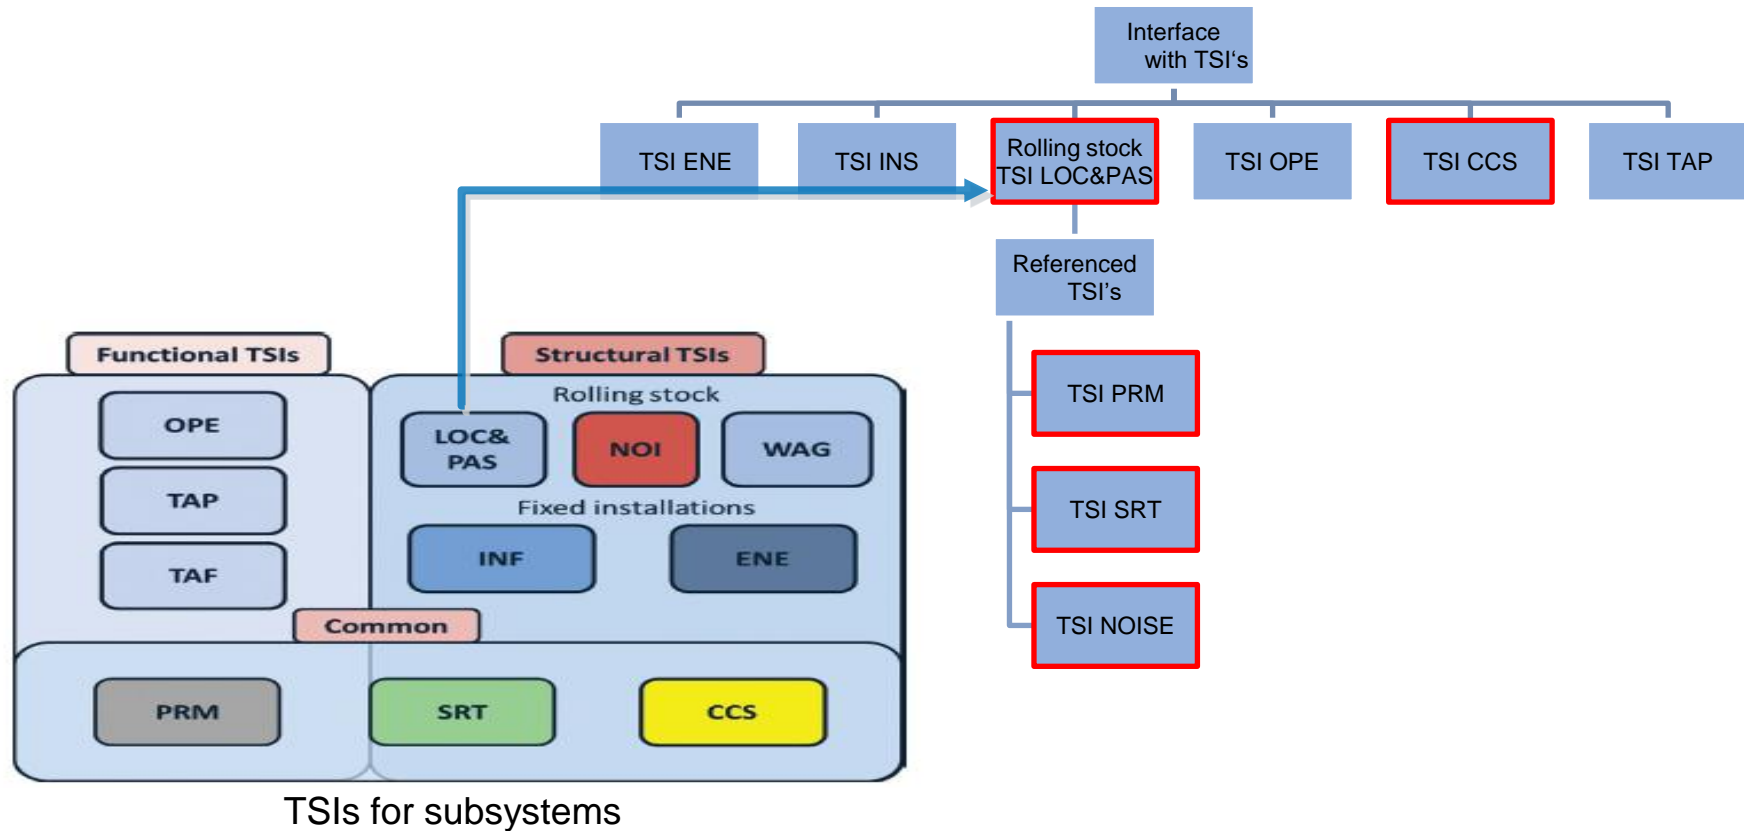 Interface
with TSI‘s
TSI ENE
TSI INS
Rolling stock
TSI LOC&PAS
TSI OPE
TSI CCS
TSI TAP
Referenced
TSI’s
TSI PRM
TSI SRT
TSI NOISE
Functional TSIs
Structural TSIs
Rolling stock
OPE
TAP
TAF
LOC&
PAS
NOI
WAG
Fixed installations
INF
ENE
Common
PRM
SRT
CCS
TSIs for subsystems